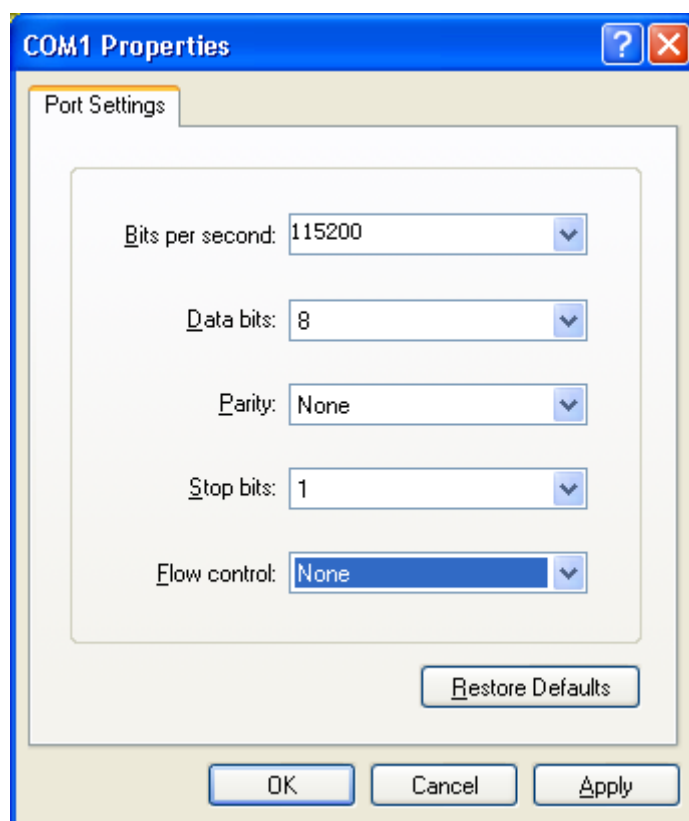 COM1 Properties
Port Settings
Bits per second: 115200
Data bits: 8
Parity: None
Stop bits: 1
Flow control: None
Restore Defaults
OK Cancel Apply